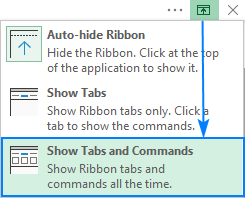 Auto-hide Ribbon
Hide the Ribbon. Click at the top
of the application to show it.
Show Tabs
Show Ribbon tabs only. Click a
tab to show the commands.
Show Tabs and Commands
Show Ribbon tabs and
commands all the time.